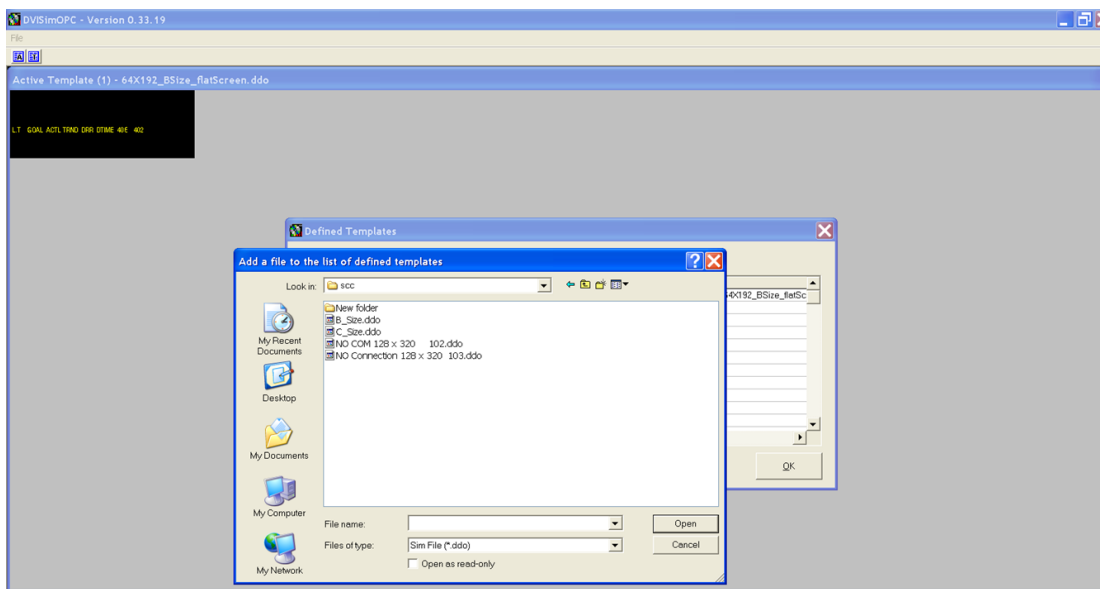 DVISimOPC - Version 0.33.19
File
Active Template (1) - 64X192_BSize_flatScreen.ddo
LT GOAL ACTL TRND DRR DTIME 40E 402
Defined Templates
Add a file to the list of defined templates
Look in: scc
New folder
B_Size.ddo
C_Size.ddo
NO COM 128 x 320 102.ddo
NO Connection 128 x 320 103.ddo
My Recent Documents
Desktop
My Documents
My Computer
My Network
64X192_BSize_flatSc
OK
File name:
Open
Files of type: Sim File (*.ddo)
Cancel
Open as read-only